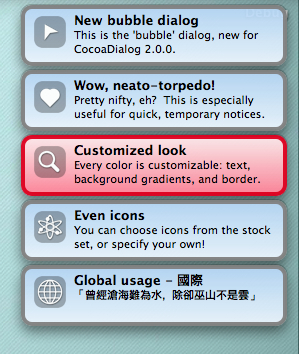 New bubble dialog
This is the 'bubble' dialog, new for
CocoaDialog 2.0.0.
Wow, neato-torpedo!
Pretty nifty, eh?  This is especially
useful for quick, temporary notices.
Customized look
Every color is customizable: text,
background gradients, and border.
Even icons
You can choose icons from the stock
set, or specify your own!
Global usage - 國際
「曾經滄海難為水，除卻巫山不是雲」